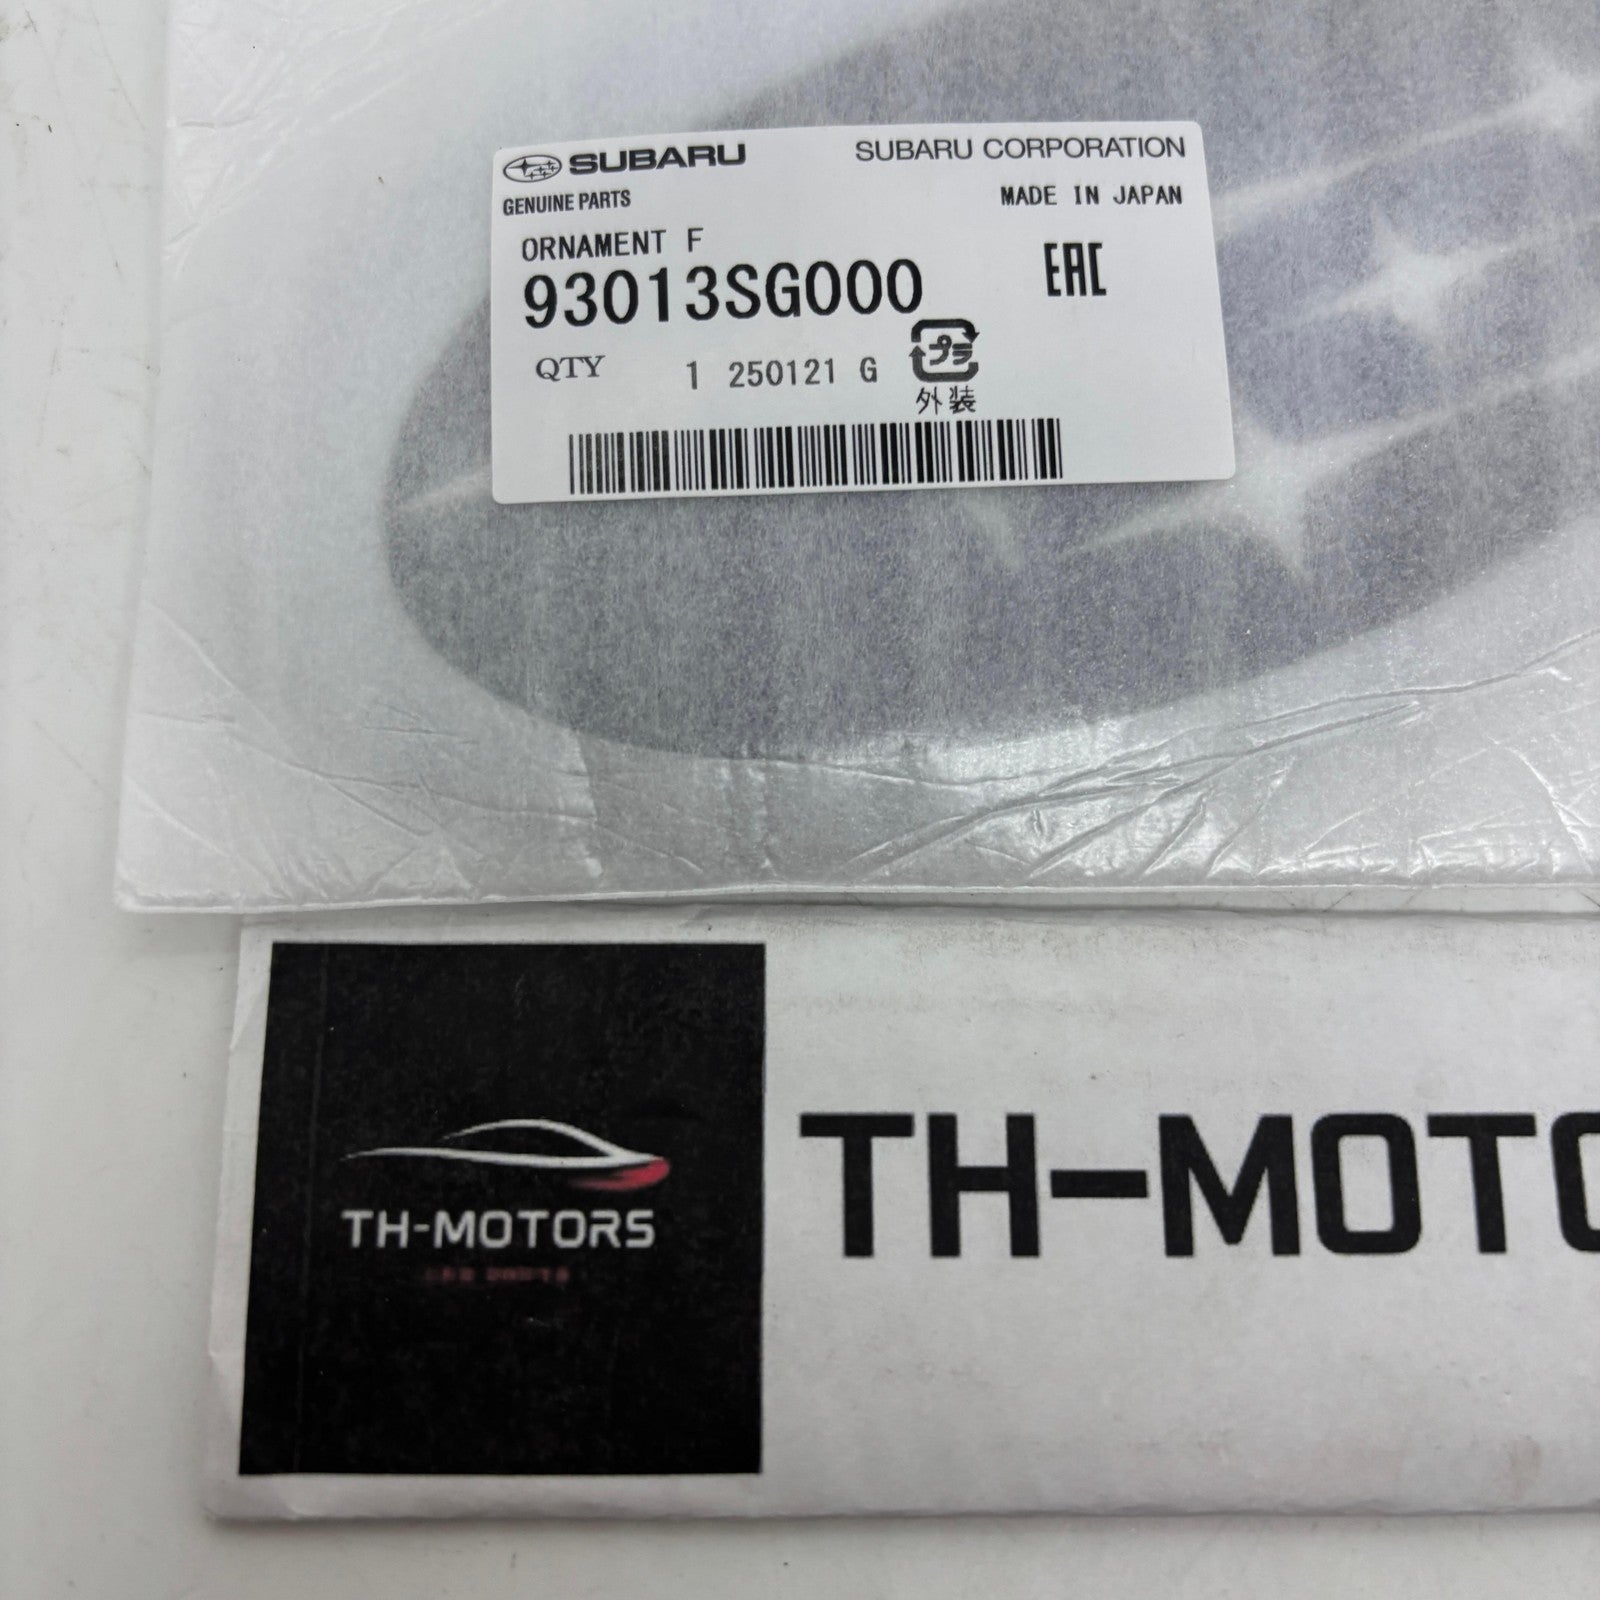 SUBARU
SUBARU CORPORATION
GENUINE PARTS
MADE IN JAPAN
ORNAMENT F
EAC
93013SG000
プラ
QTY 1 250121 G
外装
TH-MOTO
TH-MOTORS